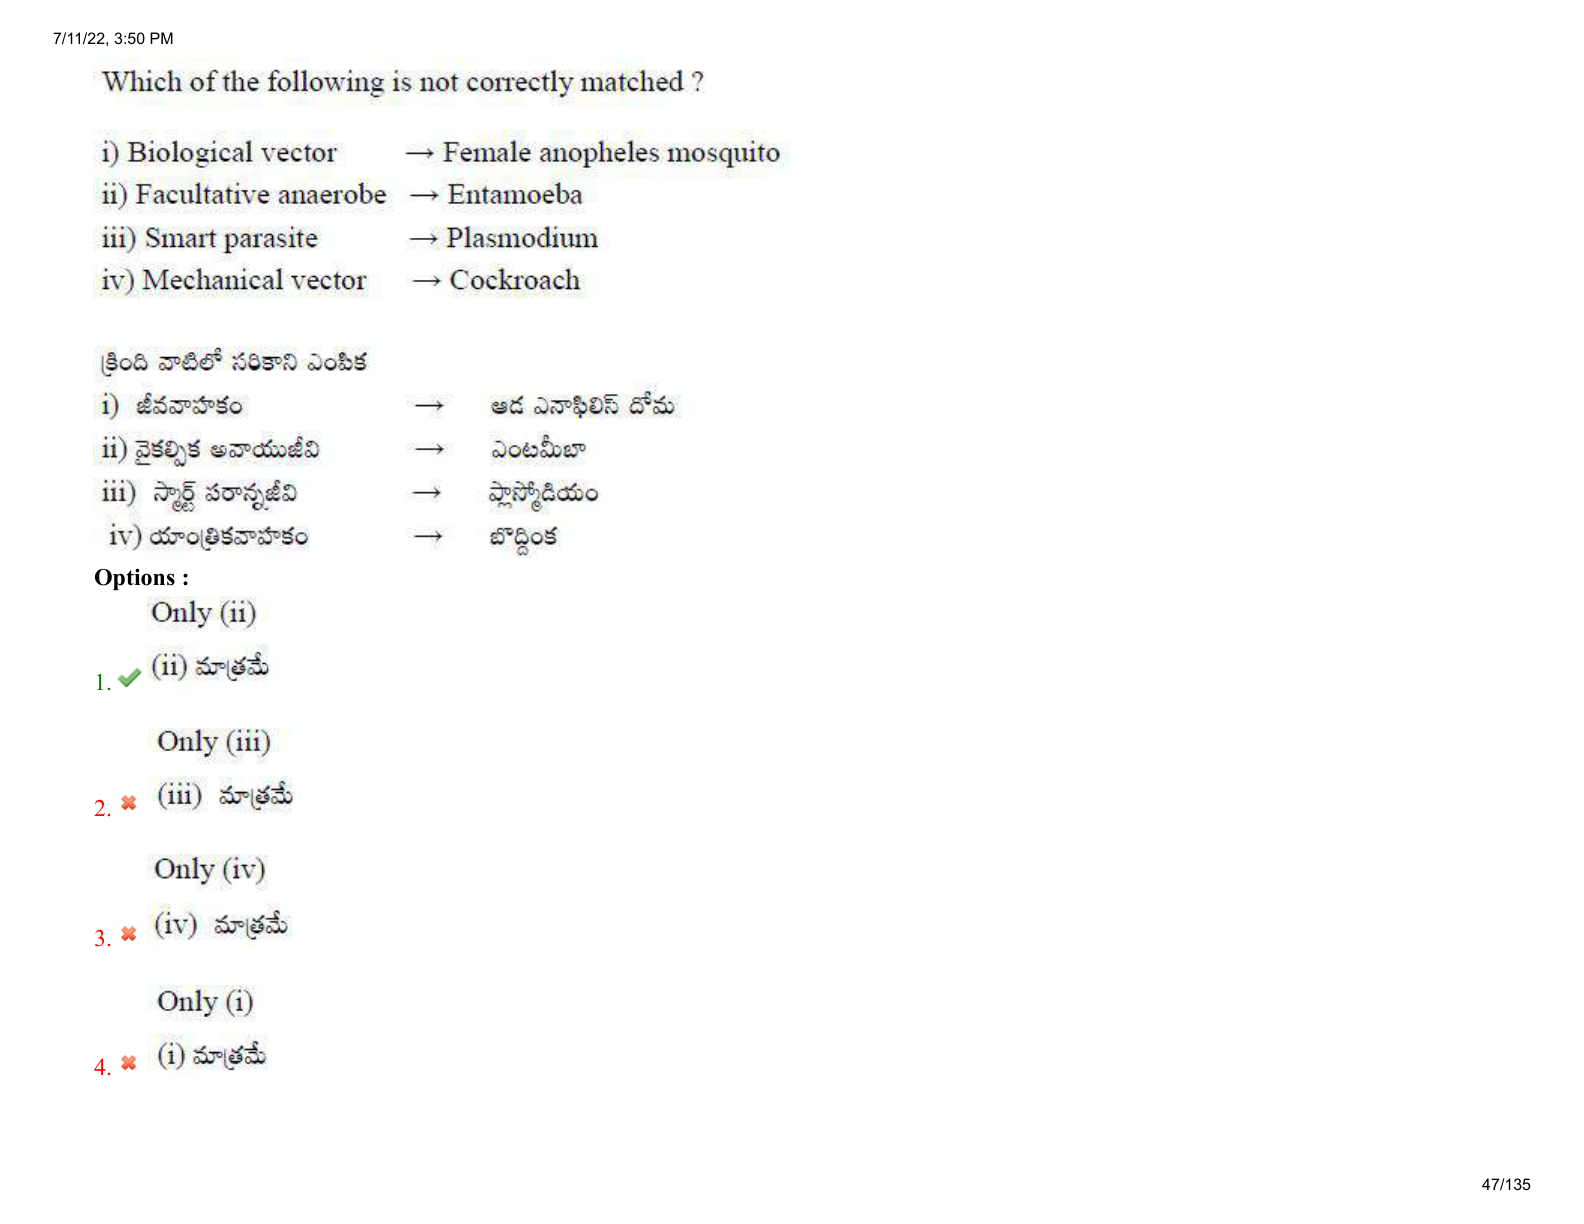 7/11/22, 3:50 PM
Which of the following is not correctly matched ?
i) Biological vector → Female anopheles mosquito
ii) Facultative anaerobe → Entamoeba
iii) Smart parasite → Plasmodium
iv) Mechanical vector → Cockroach
క్రింది వాటిలో సరికాని ఎంపిక
i) జీవవాహకం → ఆడ ఎనాఫిలిస్ దోమ
ii) వైకల్పిక అవాయుజీవి → ఎంటమీబా
iii) స్మార్ట్ పరాన్నజీవి → ప్లాస్మోడియం
iv) యాంత్రికవాహకం → బొద్దింక
Options :
Only (ii)
(ii) మాత్రమే
1.
Only (iii)
(iii) మాత్రమే
2.
Only (iv)
(iv) మాత్రమే
3.
Only (i)
(i) మాత్రమే
4.
47/135